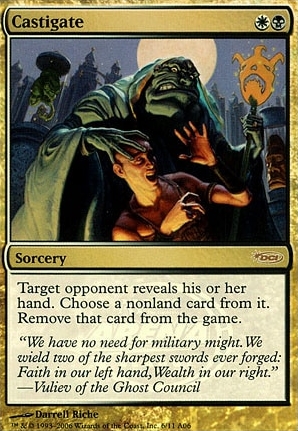 Castigate
Sorcery
DCI
Target opponent reveals his or her
hand. Choose a nonland card from it.
Remove that card from the game.
"We have no need for military might. We
wield two of the sharpest swords ever forged:
Faith in our left hand, Wealth in our right."
—Vuliev of the Ghost Council
Darrell Riche
™ & © 1993–2006 Wizards of the Coast, Inc. 6/11 A06